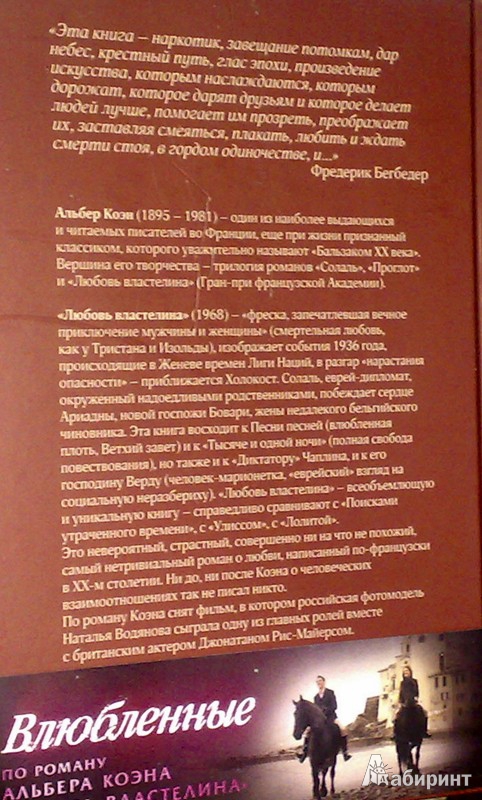 «Эта книга – наркотик, завещание потомкам, дар
небес, крестный путь, глас эпохи, произведение
искусства, которым наслаждаются, которым
дорожат, которое дарят друзьям и которое делает
людей лучше, помогает им прозреть, преображает
их, заставляя смеяться, плакать, любить и ждать
смерти стоя, в гордом одиночестве, и...»
Фредерик Бегбедер
Альбер Коэн (1895 – 1981) – один из наиболее выдающихся
и читаемых писателей во Франции, еще при жизни признанный
классиком, которого уважительно называют «Бальзаком XX века».
Вершина его творчества – трилогия романов «Солаль», «Проглот»
и «Любовь властелина» (Гран-при французской Академии).
«Любовь властелина» (1968) – «фреска, запечатлевшая вечное
приключение мужчины и женщины» (смертельная любовь,
как у Тристана и Изольды), изображает события 1936 года,
происходящие в Женеве времен Лиги Наций, в разгар «нарастания
опасности» – приближается Холокост. Солаль, еврей-дипломат,
окруженный надоедливыми родственниками, побеждает сердце
Ариадны, новой госпожи Бовари, жены недалекого бельгийского
чиновника. Эта книга восходит к Песни песней (влюбленная
плоть, Ветхий завет) и к «Тысяче и одной ночи» (полная свобода
повествования), но также и к «Диктатору» Чаплина, и к его
господину Верду (человек-марионетка, «еврейский» взгляд на
социальную неразбериху). «Любовь властелина» – всеобъемлющую
и уникальную книгу – справедливо сравнивают с «Поисками
утраченного времени», с «Улиссом», с «Лолитой».
Это невероятный, страстный, совершенно ни на что не похожий,
самый нетривиальный роман о любви, написанный по-французски
в XX-м столетии. Ни до, ни после Коэна о человеческих
взаимоотношениях так не писал никто.
По роману Коэна снят фильм, в котором российская фотомодель
Наталья Водянова сыграла одну из главных ролей вместе
с британским актером Джонатаном Рис-Майерсом.
Влюбленные
ПО РОМАНУ
АЛЬБЕРА КОЭНА
ВЛАСТЕЛИНА»
Лабиринт